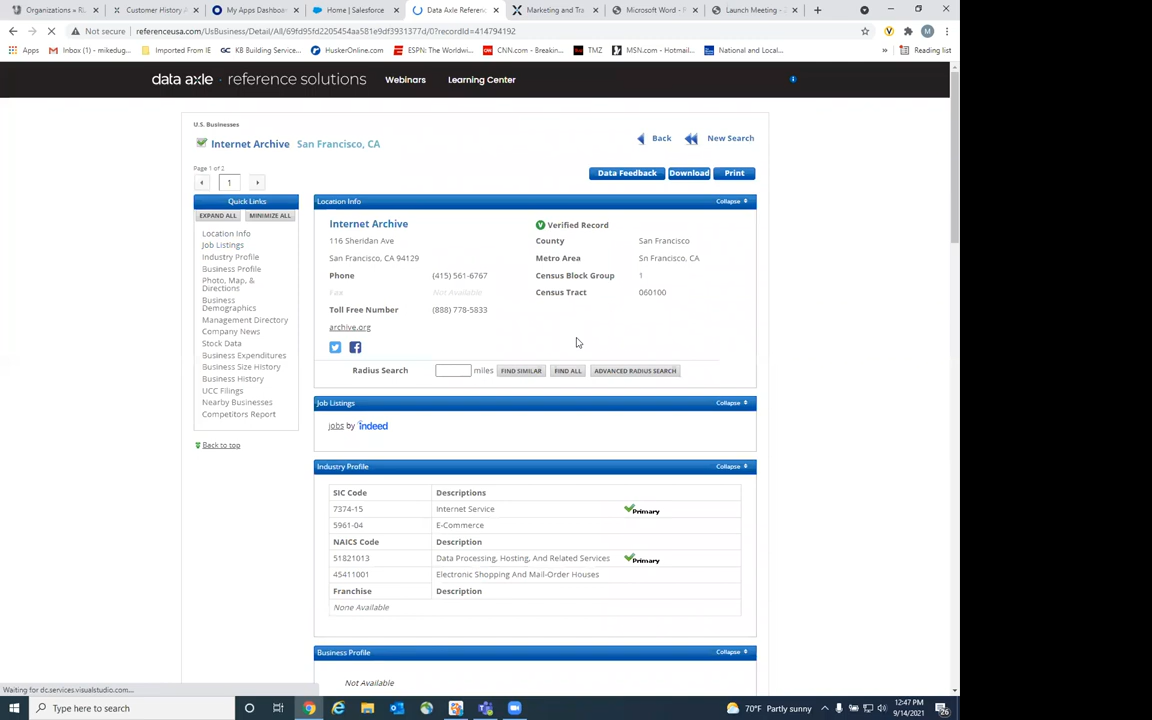 Organizations « Ri
Customer History A
My Apps Dashboard
Home | Salesforce
Data Axle Referenc
Marketing and Tra
Microsoft Word - R
Launch Meeting - Z
Not secure | referenceusa.com/UsBusiness/Detail/All/69fd95fd2205454aa581e9df3931377d/0?recordId=414794192
Apps
Inbox (1) - mikedug...
Imported From IE
KB Building Service...
HuskerOnline.com
ESPN: The Worldwi...
CNN.com - Breakin...
TMZ
MSN.com - Hotmail...
National and Local...
Reading list
data axle reference solutions
Webinars
Learning Center
U.S. Businesses
Internet Archive San Francisco, CA
Back
New Search
Page 1 of 2
1
Data Feedback
Download
Print
Quick Links
EXPAND ALL
MINIMIZE ALL
Location Info
Job Listings
Industry Profile
Business Profile
Photo, Map, &
Directions
Business
Demographics
Management Directory
Company News
Stock Data
Business Expenditures
Business Size History
Business History
UCC Filings
Nearby Businesses
Competitors Report
Back to top
Location Info
Collapse
Internet Archive
Verified Record
116 Sheridan Ave
County San Francisco
San Francisco, CA 94129
Metro Area Sn Francisco, CA
Phone (415) 561-6767
Census Block Group 1
Fax Not Available
Census Tract 060100
Toll Free Number (888) 778-5833
archive.org
Radius Search miles FIND SIMILAR FIND ALL ADVANCED RADIUS SEARCH
Job Listings
Collapse
jobs by indeed
Industry Profile
Collapse
SIC Code Descriptions
7374-15 Internet Service Primary
5961-04 E-Commerce
NAICS Code Description
51821013 Data Processing, Hosting, And Related Services Primary
45411001 Electronic Shopping And Mail-Order Houses
Franchise Description
None Available
Business Profile
Collapse
Not Available
Waiting for dc.services.visualstudio.com...
Type here to search
70°F Partly sunny
12:47 PM
9/14/2021